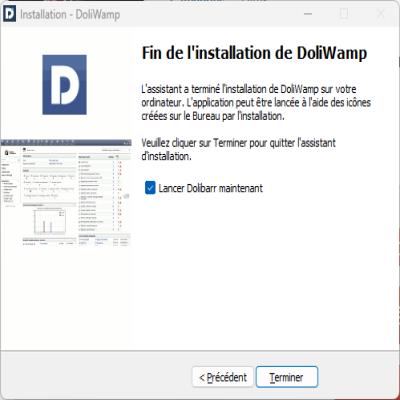 Installation - DoliWamp
D
Fin de l'installation de DoliWamp
L'assistant a terminé l'installation de DoliWamp sur votre
ordinateur. L'application peut être lancée à l'aide des icônes
créées sur le Bureau par l'installation.
Veuillez cliquer sur Terminer pour quitter l'assistant
d'installation.
Lancer Dolibarr maintenant
< Précédent
Terminer